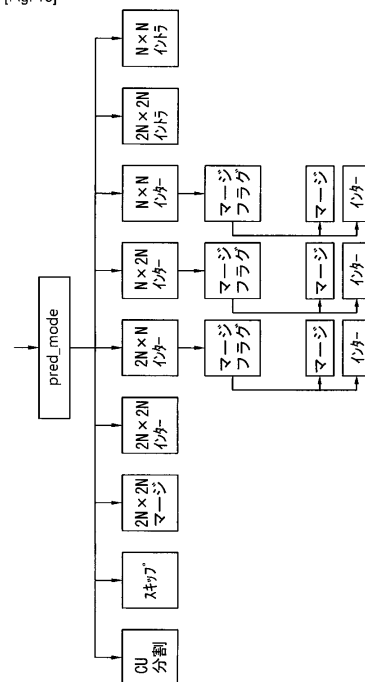 pred_mode
CU
分割
スキップ
2N×2N
マージ
2N×2N
インター
2N×N
インター
N×2N
インター
N×N
インター
2N×2N
イントラ
N×N
イントラ
マージ
フラグ
マージ
フラグ
マージ
フラグ
マージ
インター
マージ
インター
マージ
インター